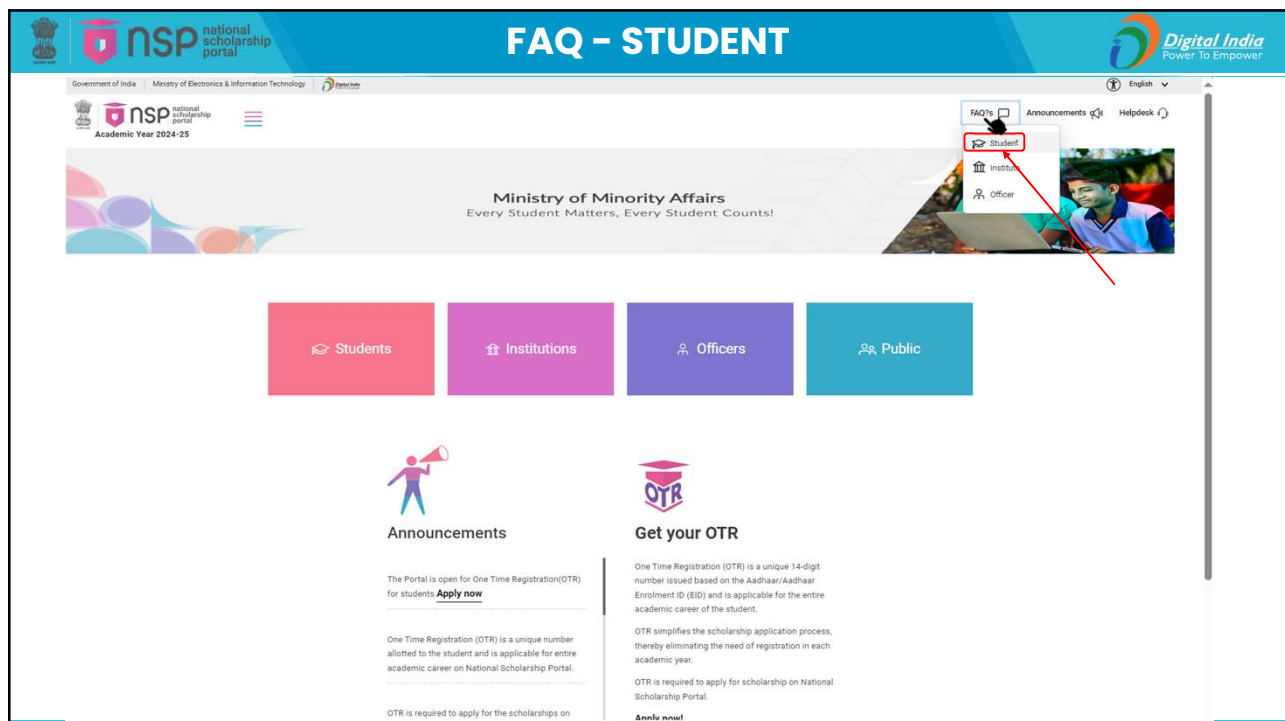 nsp national scholarship portal
FAQ - STUDENT
Digital India
Power To Empower
Government of India
Ministry of Electronics & Information Technology
Digital India
English
nsp national scholarship portal
Academic Year 2024-25
FAQ?s
Announcements
Helpdesk
Student
Institute
Officer
Ministry of Minority Affairs
Every Student Matters, Every Student Counts!
Students
Institutions
Officers
Public
OTR
Announcements
The Portal is open for One Time Registration(OTR)
for students.Apply now
One Time Registration (OTR) is a unique number
allotted to the student and is applicable for entire
academic career on National Scholarship Portal.
OTR is required to apply for the scholarships on
Get your OTR
One Time Registration (OTR) is a unique 14-digit
number issued based on the Aadhaar/Aadhaar
Enrolment ID (EID) and is applicable for the entire
academic career of the student.
OTR simplifies the scholarship application process,
thereby eliminating the need of registration in each
academic year.
OTR is required to apply for scholarship on National
Scholarship Portal.
Apply now!